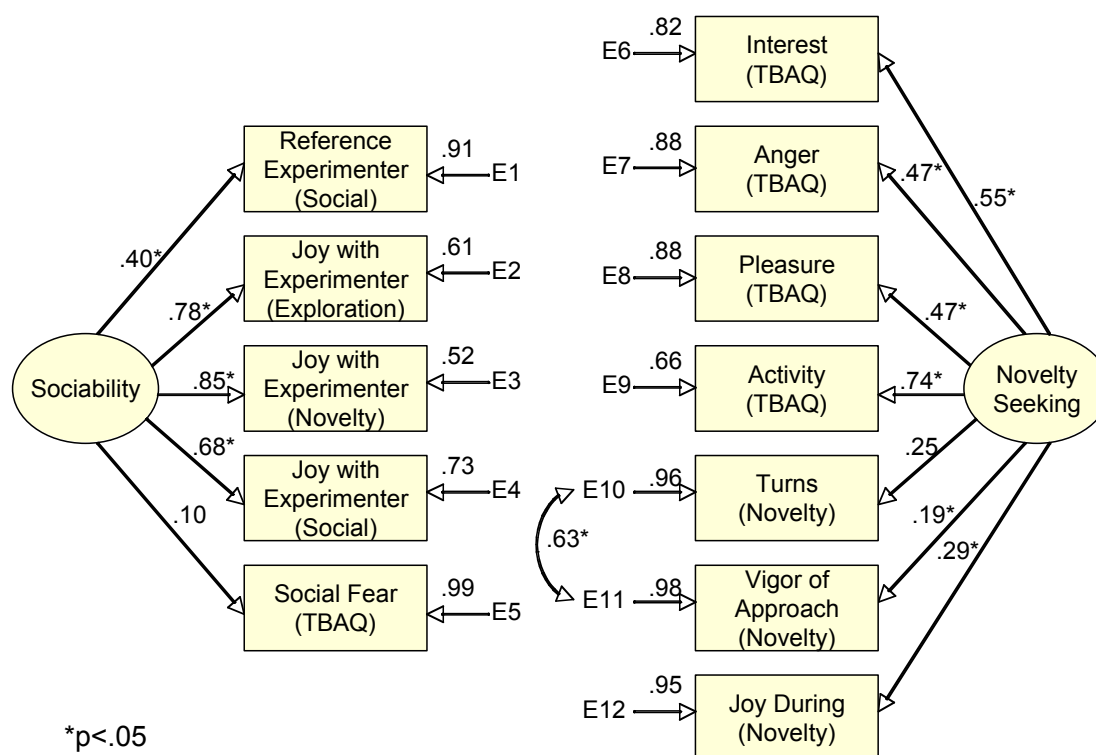 .82
E6
Interest
(TBAQ)
Reference
Experimenter
(Social)
.91
E1
.88
E7
Anger
(TBAQ)
.47*
.55*
.40*
Joy with
Experimenter
(Exploration)
.61
E2
.88
E8
Pleasure
(TBAQ)
.78*
.47*
Sociability
.85*
Joy with
Experimenter
(Novelty)
.52
E3
.66
E9
Activity
(TBAQ)
.74*
Novelty
Seeking
.68*
Joy with
Experimenter
(Social)
.73
E4
E10
.96
Turns
(Novelty)
.25
.10
.63*
.19*
.29*
Social Fear
(TBAQ)
.99
E5
E11
.98
Vigor of
Approach
(Novelty)
.95
E12
Joy During
(Novelty)
*p<.05